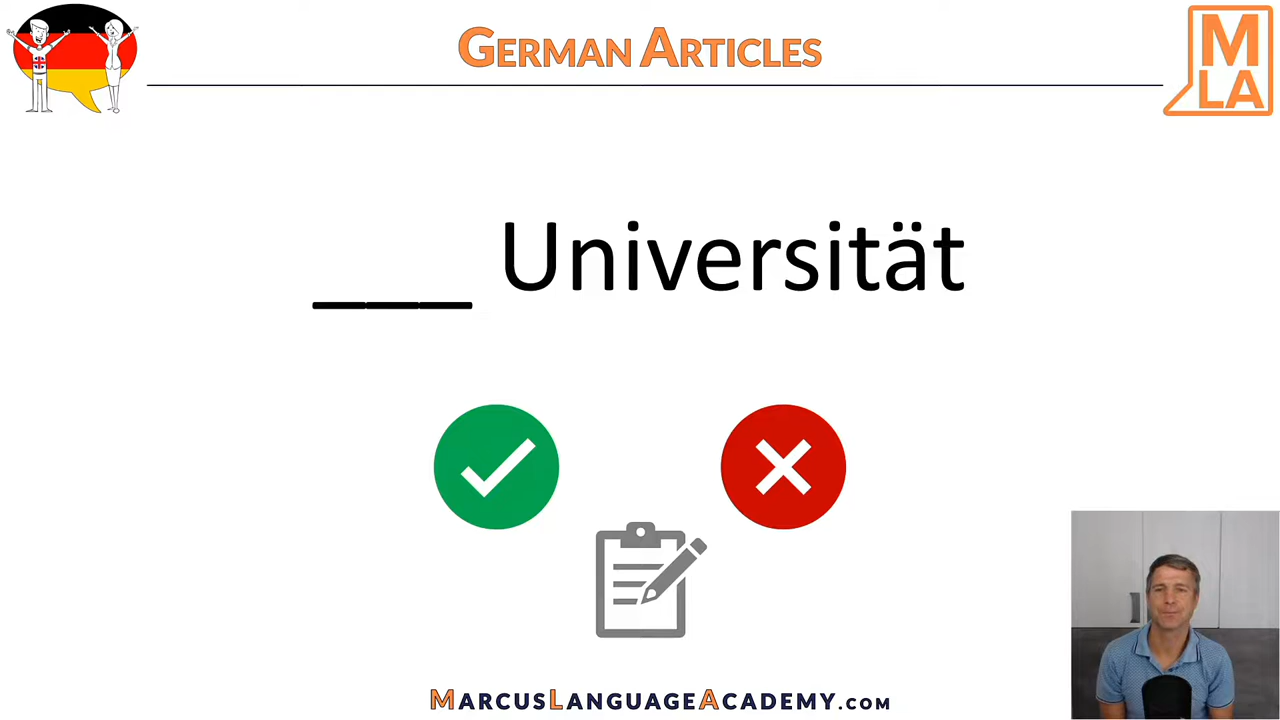 GERMAN ARTICLES
M
LA
___ Universität
MARCUSLANGUAGEACADEMY.COM